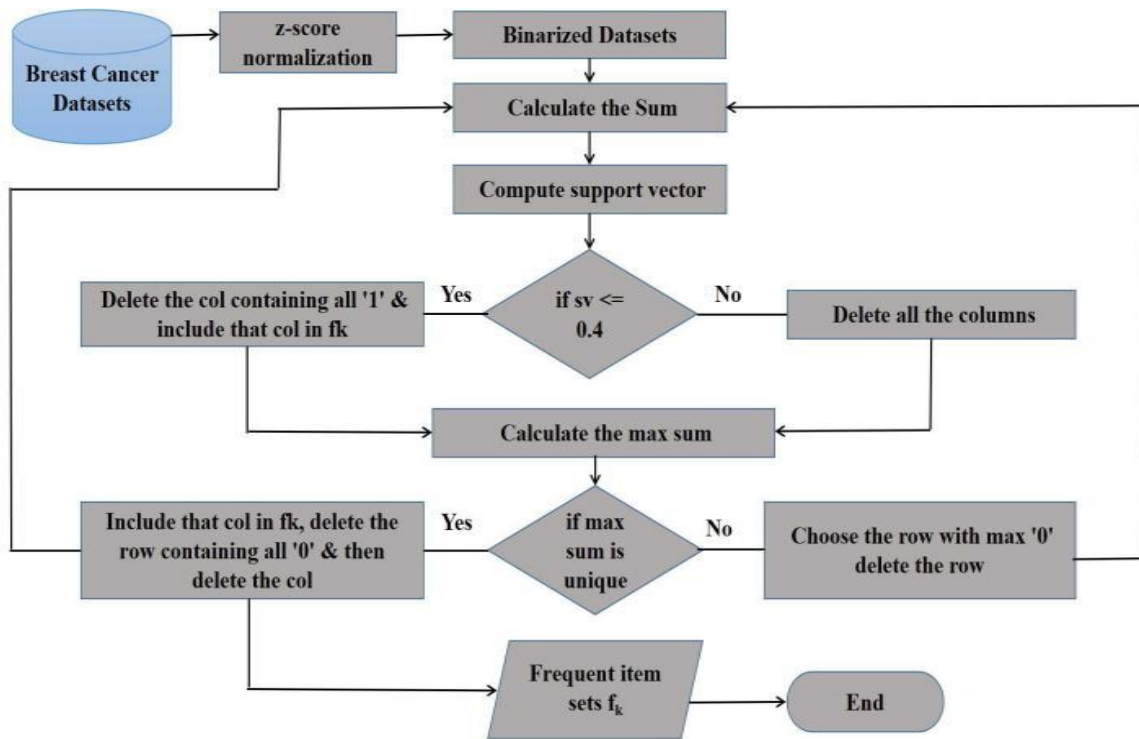 Breast Cancer
Datasets
z-score
normalization
Binarized Datasets
Calculate the Sum
Compute support vector
if sv <=
0.4
Yes
No
Delete the col containing all '1' &
include that col in fk
Delete all the columns
Calculate the max sum
if max
sum is
unique
Yes
No
Include that col in fk, delete the
row containing all '0' & then
delete the col
Choose the row with max '0'
delete the row
Frequent item
sets fk
End